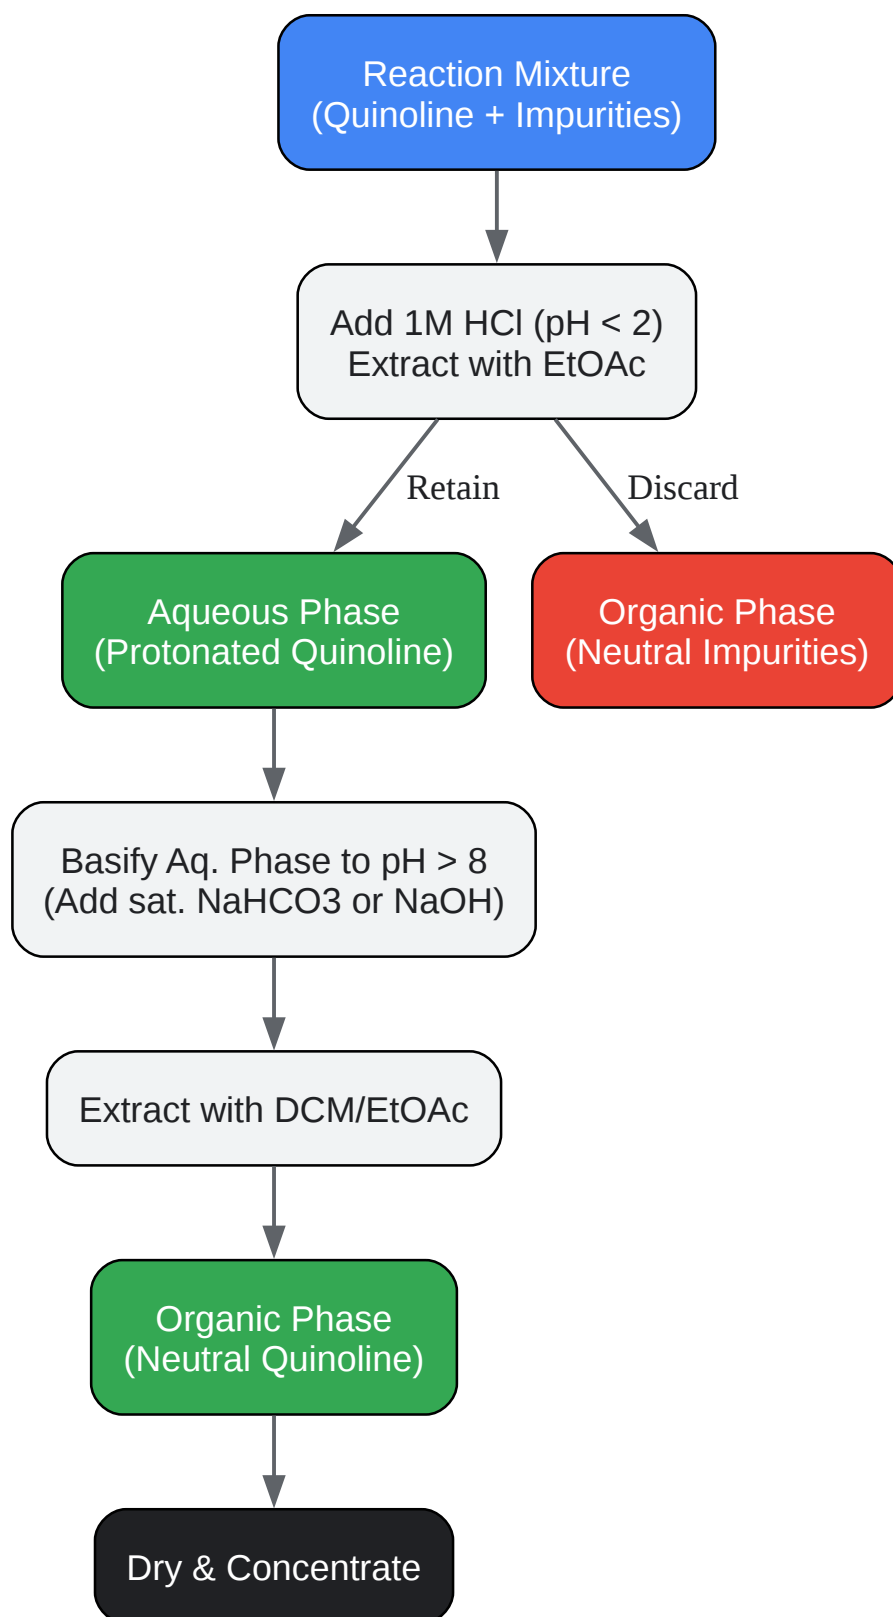 Reaction Mixture
(Quinoline + Impurities)
Add 1M HCl (pH < 2)
Extract with EtOAc
Retain
Discard
Aqueous Phase
(Protonated Quinoline)
Organic Phase
(Neutral Impurities)
Basify Aq. Phase to pH > 8
(Add sat. NaHCO3 or NaOH)
Extract with DCM/EtOAc
Organic Phase
(Neutral Quinoline)
Dry & Concentrate